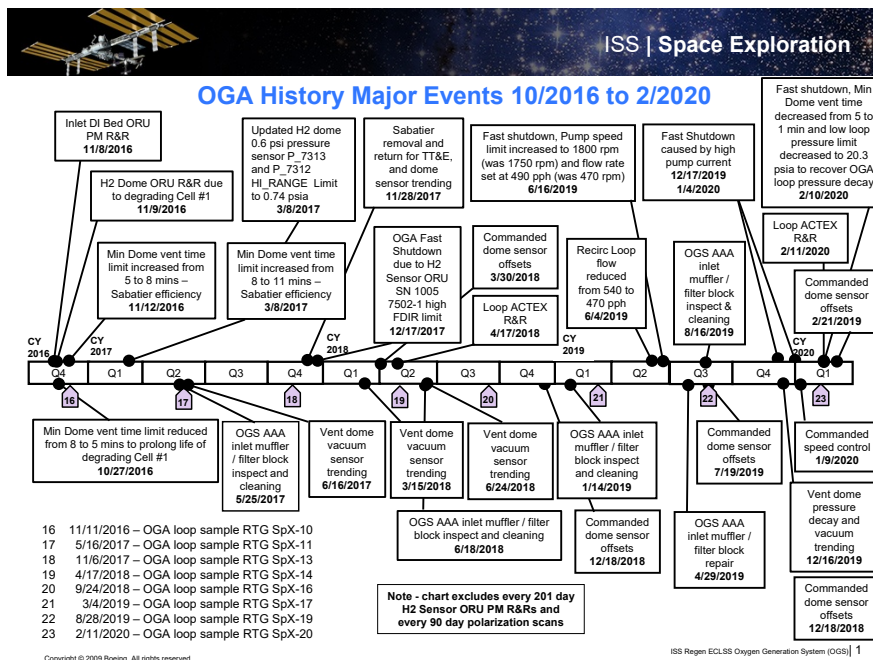 ISS | Space Exploration
OGA History Major Events 10/2016 to 2/2020
Inlet DI Bed ORU
PM R&R
11/8/2016
H2 Dome ORU R&R due
to degrading Cell #1
11/9/2016
Min Dome vent time
limit increased from
5 to 8 mins –
Sabatier efficiency
11/12/2016
Updated H2 dome
0.6 psi pressure
sensor P_7313
and P_7312
HI_RANGE Limit
to 0.74 psia
3/8/2017
Min Dome vent time
limit increased from
8 to 11 mins –
Sabatier efficiency
3/8/2017
Sabatier
removal and
return for TT&E,
and dome
sensor trending
11/28/2017
OGA Fast
Shutdown
due to H2
Sensor ORU
SN 1005
7502-1 high
FDIR limit
12/17/2017
Fast shutdown, Pump speed
limit increased to 1800 rpm
(was 1750 rpm) and flow rate
set at 490 pph (was 470 rpm)
6/16/2019
Commanded
dome sensor
offsets
3/30/2018
Loop ACTEX
R&R
4/17/2018
Recirc Loop
flow
reduced
from 540 to
470 pph
6/4/2019
Fast Shutdown
caused by high
pump current
12/17/2019
1/4/2020
OGS AAA
inlet
muffler /
filter block
inspect &
cleaning
8/16/2019
Fast shutdown, Min
Dome vent time
decreased from 5 to
1 min and low loop
pressure limit
decreased to 20.3
psia to recover OGA
loop pressure decay
2/10/2020
Loop ACTEX
R&R
2/11/2020
Commanded
dome sensor
offsets
2/21/2019
CY
2016
CY
2017
CY
2018
CY
2019
CY
2020
Q4 Q1 Q2 Q3 Q4 Q1 Q2 Q3 Q4 Q1 Q2 Q3 Q4 Q1
16 17 18 19 20 21 22 23
Min Dome vent time limit reduced
from 8 to 5 mins to prolong life of
degrading Cell #1
10/27/2016
OGS AAA
inlet muffler
/ filter block
inspect and
cleaning
5/25/2017
Vent dome
vacuum
sensor
trending
6/16/2017
Vent dome
vacuum
sensor
trending
3/15/2018
Vent dome
vacuum
sensor
trending
6/24/2018
OGS AAA inlet
muffler / filter
block inspect
and cleaning
1/14/2019
Commanded
dome sensor
offsets
7/19/2019
Commanded
speed control
1/9/2020
OGS AAA inlet muffler / filter
block inspect and cleaning
6/18/2018
Commanded
dome sensor
offsets
12/18/2018
OGS AAA
inlet muffler /
filter block
repair
4/29/2019
Vent dome
pressure
decay and
vacuum
trending
12/16/2019
Commanded
dome sensor
offsets
12/18/2018
16 11/11/2016 – OGA loop sample RTG SpX-10
17 5/16/2017 – OGA loop sample RTG SpX-11
18 11/6/2017 – OGA loop sample RTG SpX-13
19 4/17/2018 – OGA loop sample RTG SpX-14
20 9/24/2018 – OGA loop sample RTG SpX-16
21 3/4/2019 – OGA loop sample RTG SpX-17
22 8/28/2019 – OGA loop sample RTG SpX-19
23 2/11/2020 – OGA loop sample RTG SpX-20
Note - chart excludes every 201 day
H2 Sensor ORU PM R&Rs and
every 90 day polarization scans
Copyright © 2009 Boeing. All rights reserved.
ISS Regen ECLSS Oxygen Generation System (OGS) | 1